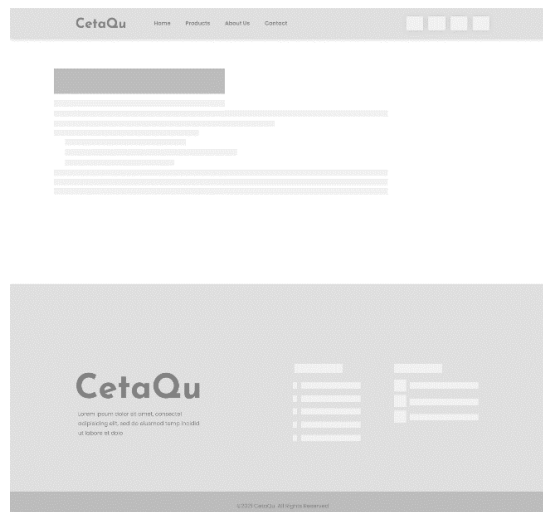 CetaQu
Home Products About Us Contact
CetaQu
Lorem ipsum dolor sit amet, consectet
adipiscing elit, sed do eiusmod temp incidid
ut labore et dolo
©2021 CetaQu. All Rights Reserved